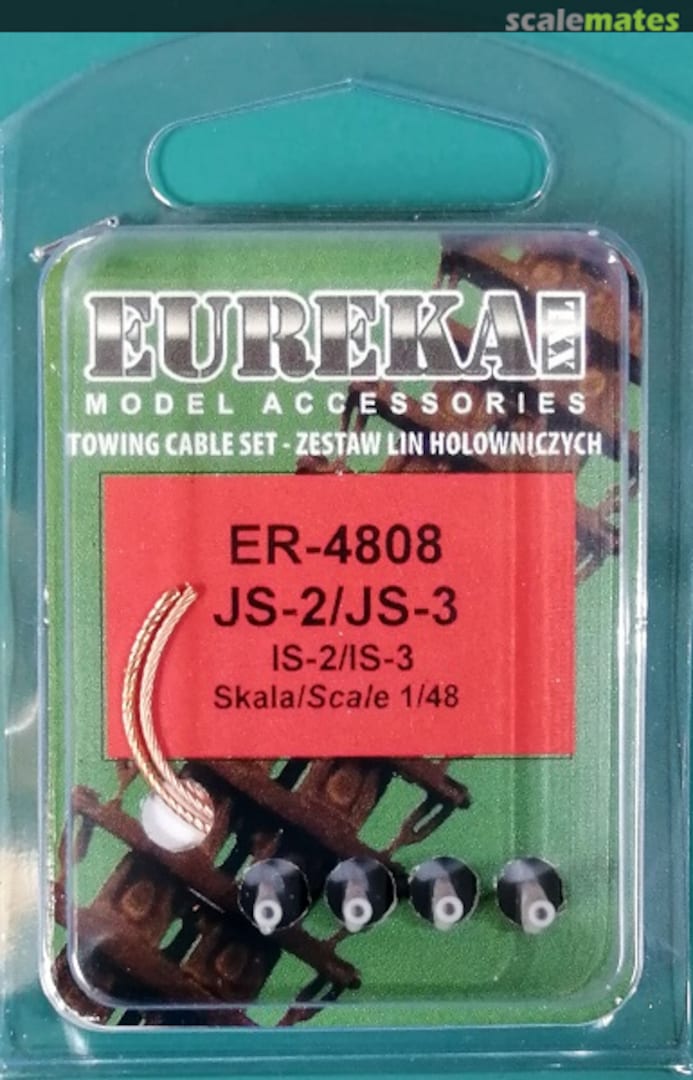 scalemates
EUREKA XXL
MODEL ACCESSORIES
TOWING CABLE SET - ZESTAW LIN HOLOWNICZYCH
ER-4808
JS-2/JS-3
IS-2/IS-3
Skala/Scale 1/48